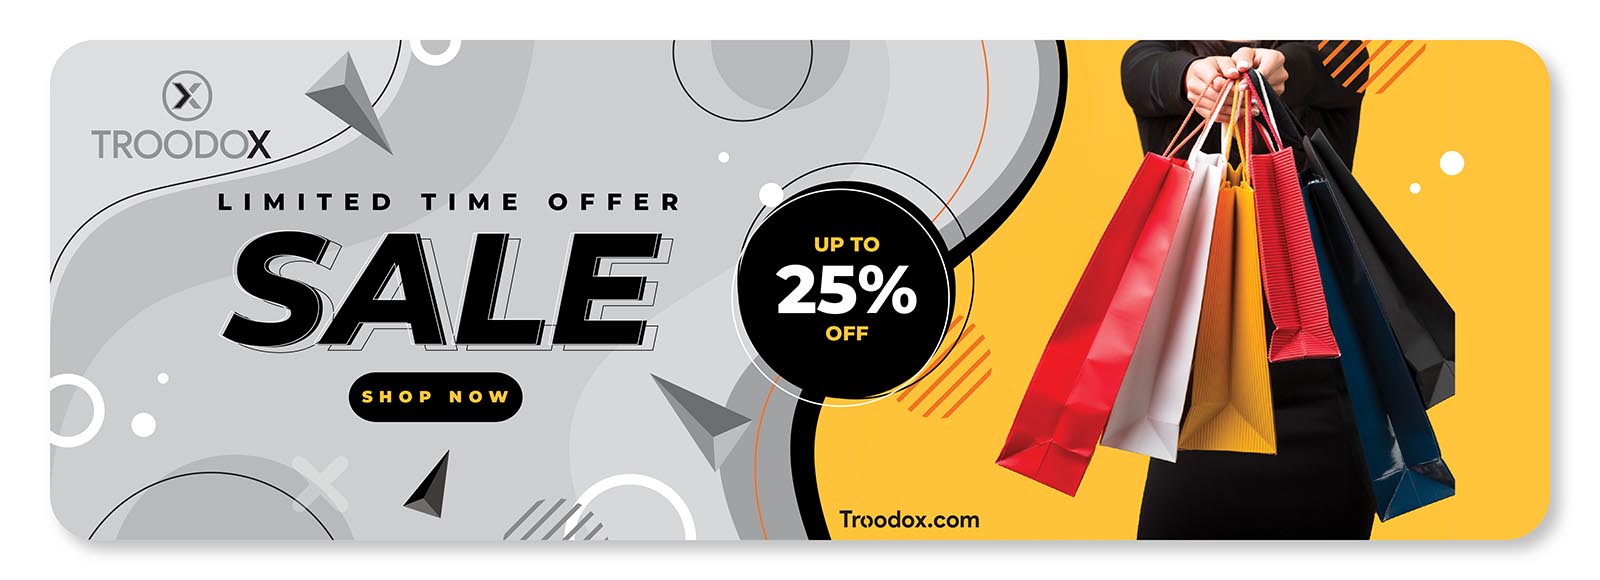 TROODOX
LIMITED TIME OFFER
SALE
SHOP NOW
UP TO
25%
OFF
Troodox.com